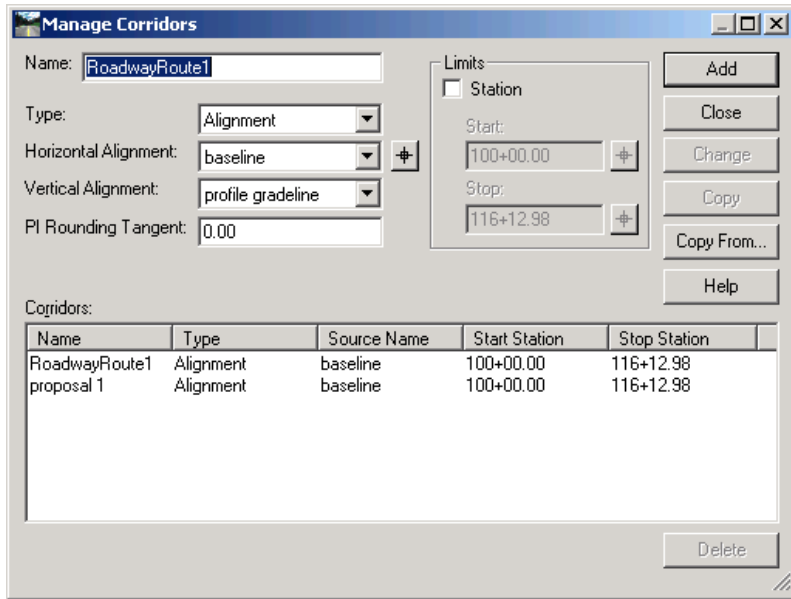 Manage Corridors
Name: RoadwayRoute1
Type: Alignment
Horizontal Alignment: baseline
Vertical Alignment: profile gradeline
PI Rounding Tangent: 0.00
Limits
Station
Start:
100+00.00
Stop:
116+12.98
Add
Close
Change
Copy
Copy From...
Help
Corridors:
Name Type Source Name Start Station Stop Station
RoadwayRoute1 Alignment baseline 100+00.00 116+12.98
proposal 1 Alignment baseline 100+00.00 116+12.98
Delete